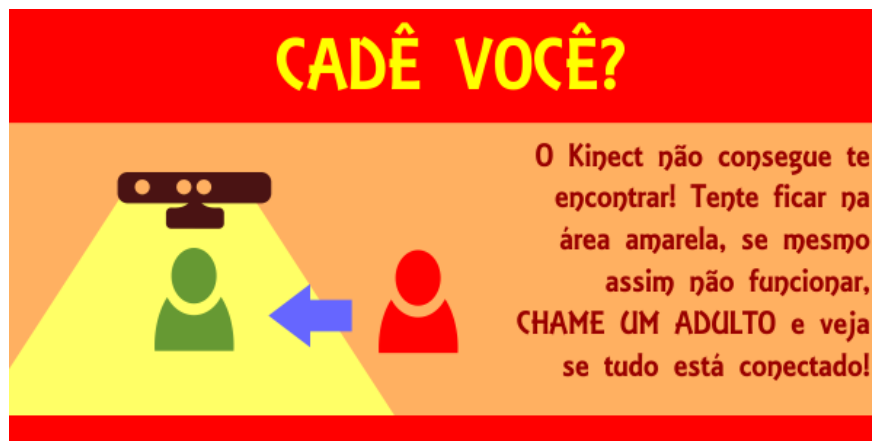 CADÊ VOCÊ?
O Kinect não consegue te
encontrar! Tente ficar na
área amarela, se mesmo
assim não funcionar,
CHAME UM ADULTO e veja
se tudo está conectado!